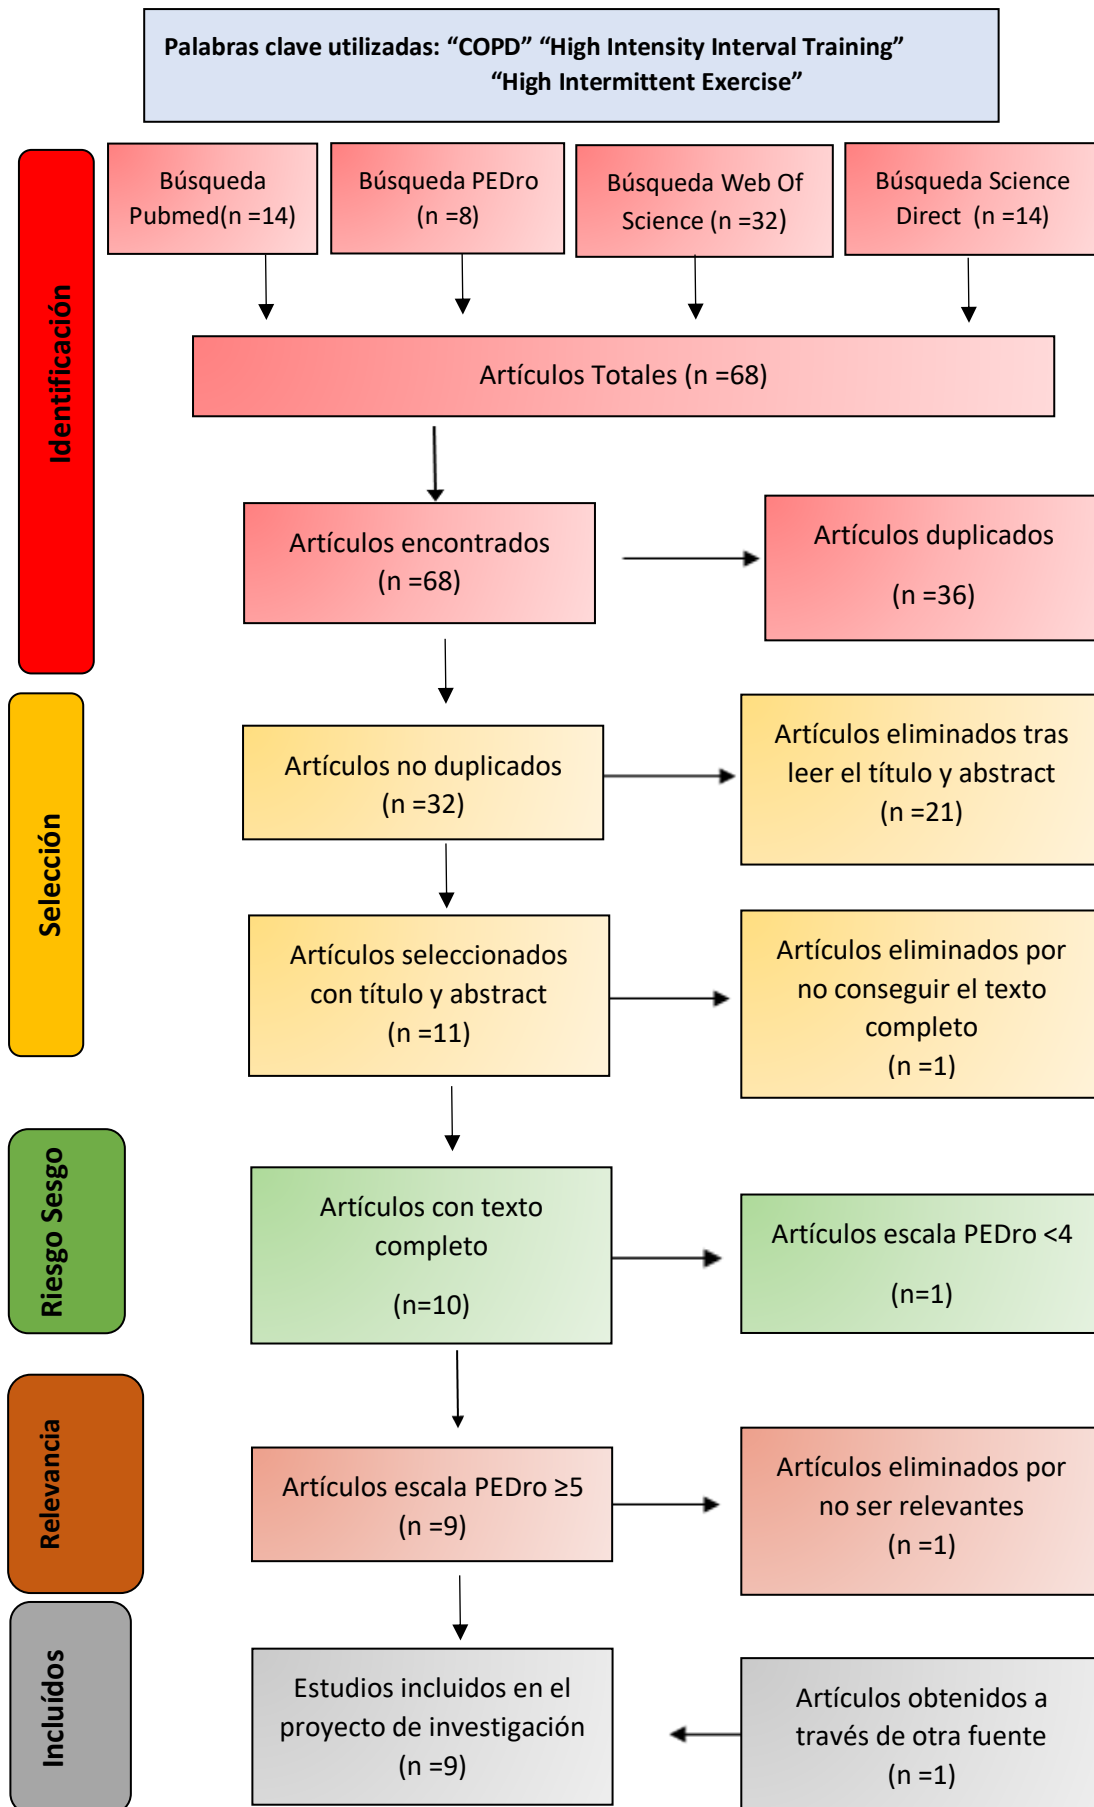 Palabras clave utilizadas: “COPD” “High Intensity Interval Training”
“High Intermittent Exercise”
Identificación
Búsqueda
Pubmed(n =14)
Búsqueda PEDro
(n =8)
Búsqueda Web Of
Science (n =32)
Búsqueda Science
Direct (n =14)
Artículos Totales (n =68)
Artículos encontrados
(n =68)
Artículos duplicados
(n =36)
Selección
Artículos no duplicados
(n =32)
Artículos eliminados tras
leer el título y abstract
(n =21)
Artículos seleccionados
con título y abstract
(n =11)
Artículos eliminados por
no conseguir el texto
completo
(n =1)
Riesgo Sesgo
Artículos con texto
completo
(n=10)
Artículos escala PEDro <4
(n=1)
Relevancia
Artículos escala PEDro ≥5
(n =9)
Artículos eliminados por
no ser relevantes
(n =1)
Incluídos
Estudios incluidos en el
proyecto de investigación
(n =9)
Artículos obtenidos a
través de otra fuente
(n =1)